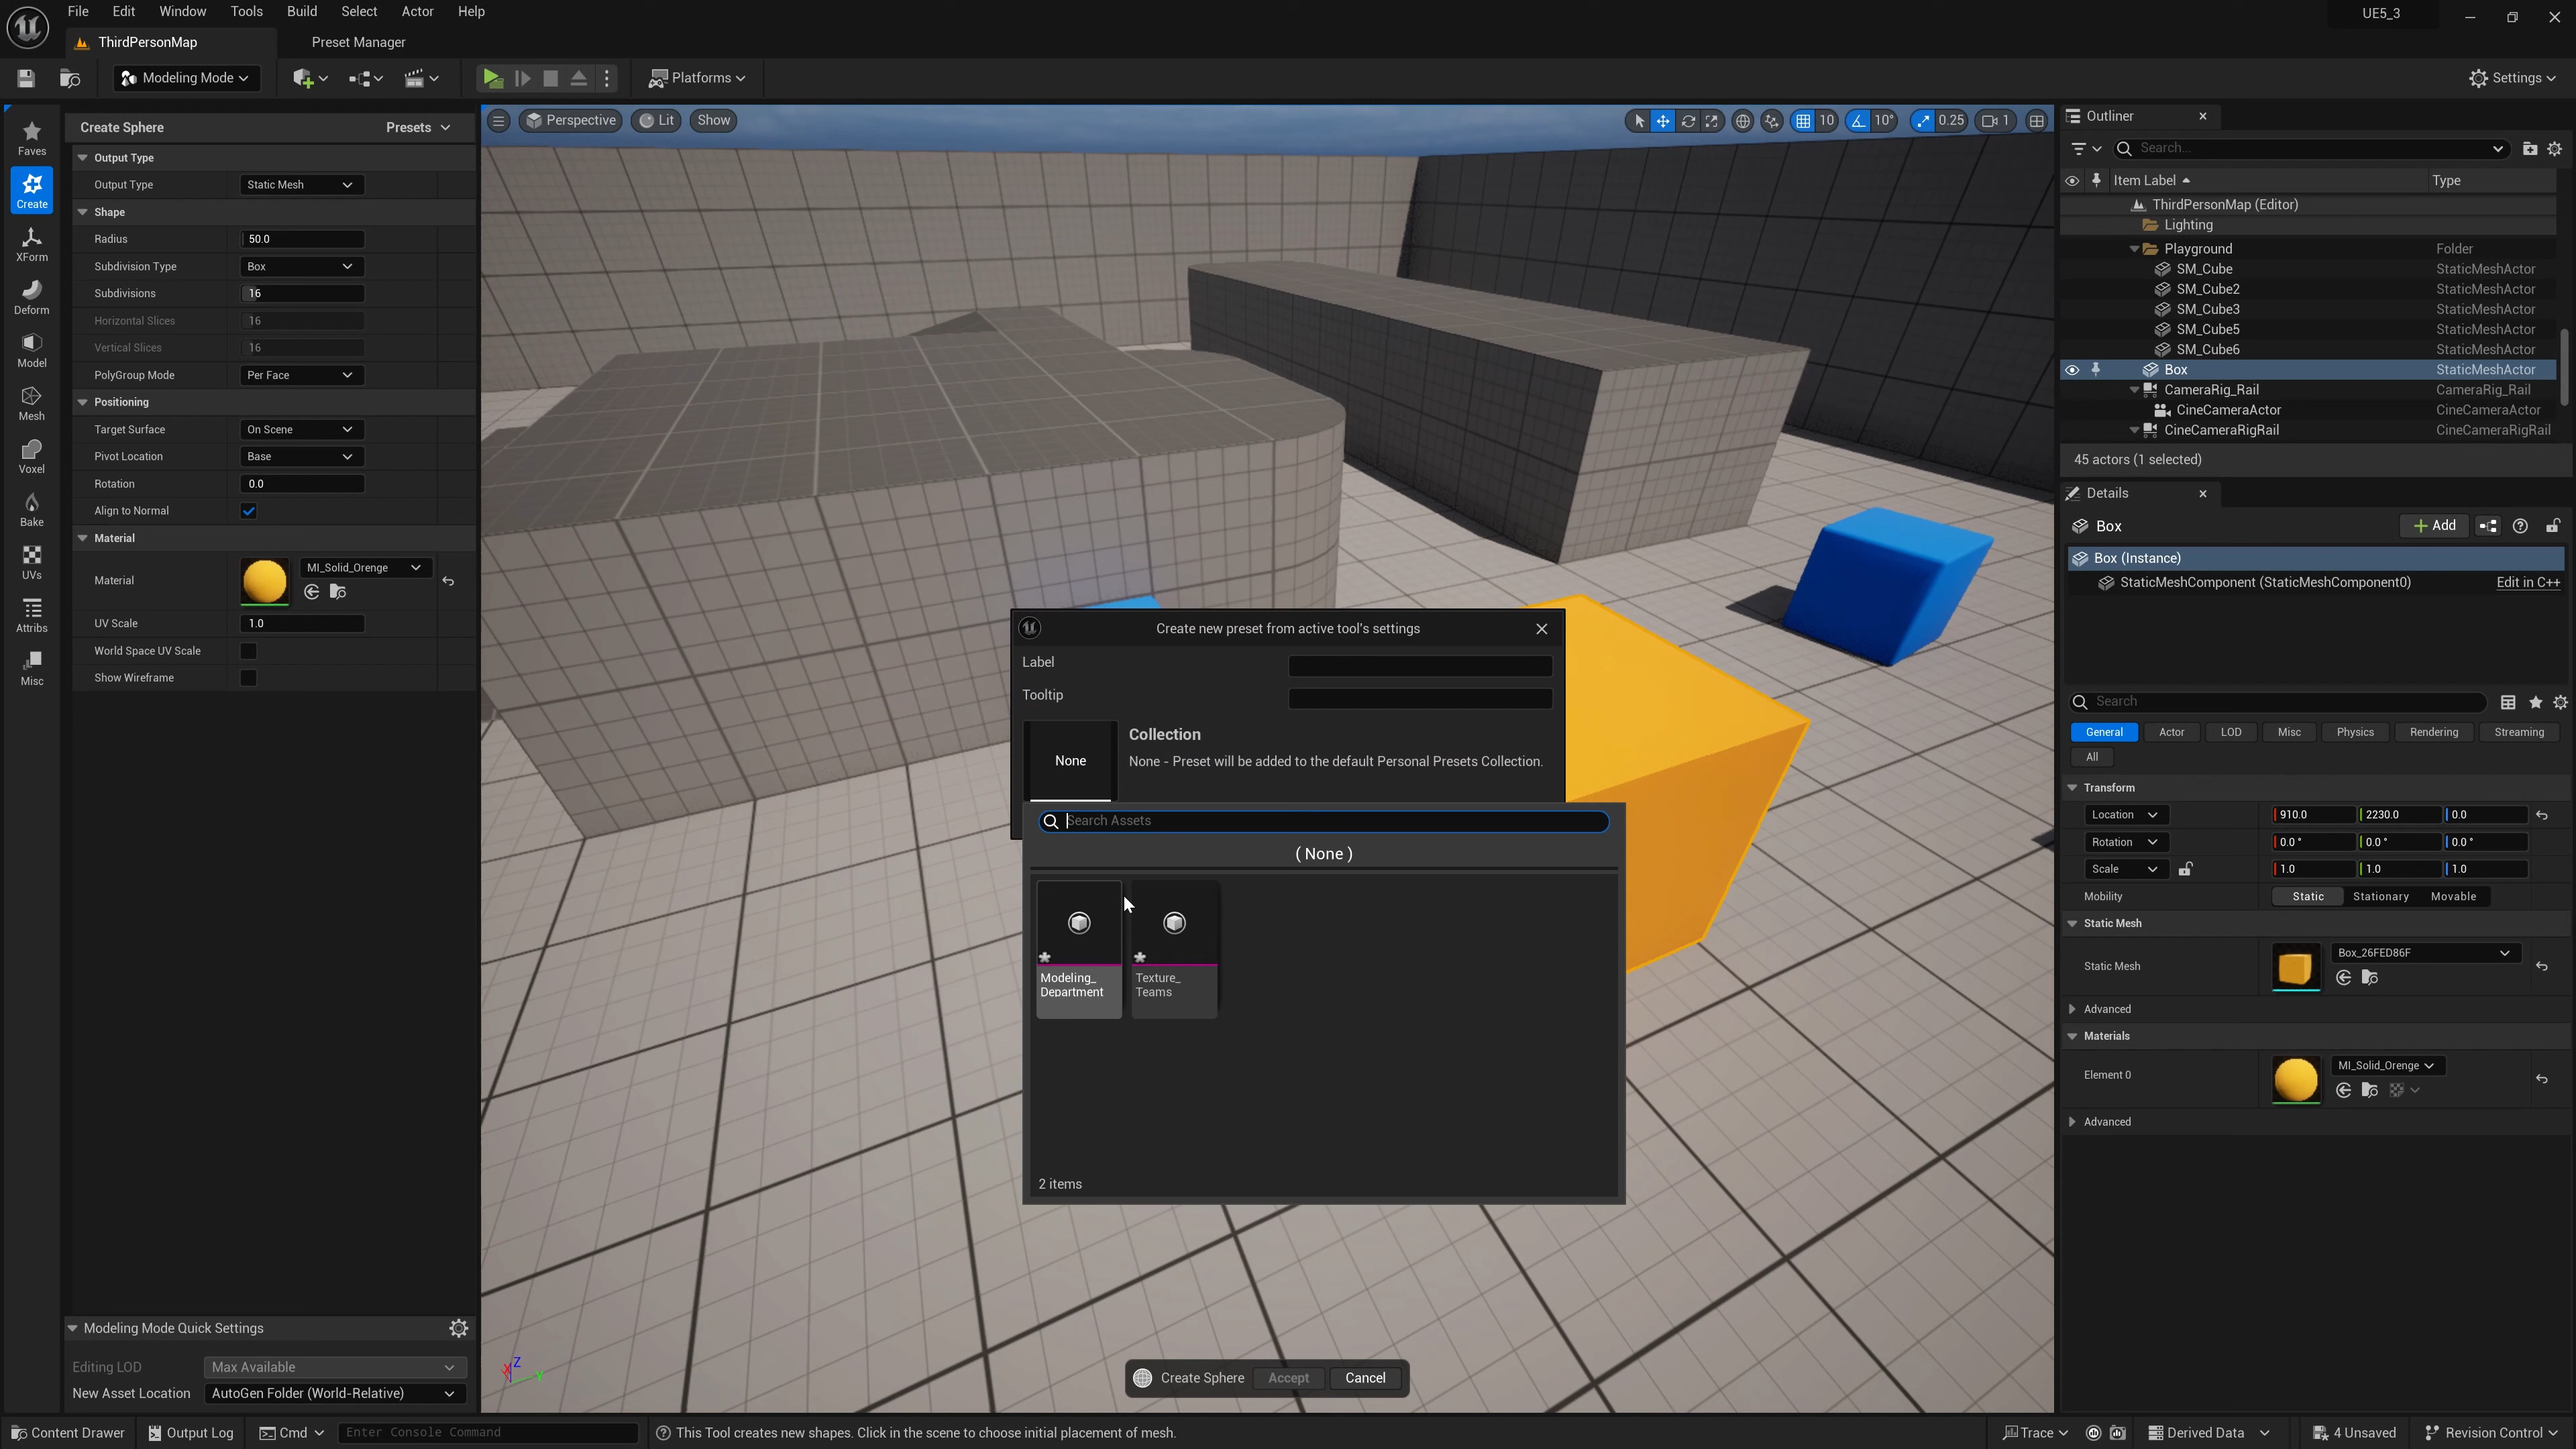 File Edit Window Tools Build Select Actor Help
UE5_3
ThirdPersonMap
Preset Manager
Modeling Mode
Platforms
Settings
Faves
Create
XForm
Deform
Model
Mesh
Voxel
Bake
UVs
Attribs
Misc
Create Sphere Presets
Output Type
Output Type Static Mesh
Shape
Radius 50.0
Subdivision Type Box
Subdivisions 16
Horizontal Slices 16
Vertical Slices 16
PolyGroup Mode Per Face
Positioning
Target Surface On Scene
Pivot Location Base
Rotation 0.0
Align to Normal
Material
Material MI_Solid_Orenge
UV Scale 1.0
World Space UV Scale
Show Wireframe
Modeling Mode Quick Settings
Editing LOD Max Available
New Asset Location AutoGen Folder (World-Relative)
Perspective Lit Show
10 10° 0.25 1
Create new preset from active tool's settings
Label
Tooltip
None
Collection
None - Preset will be added to the default Personal Presets Collection.
Search Assets
( None )
Modeling_
Department
Texture_
Teams
2 items
Z
X
Y
Create Sphere Accept Cancel
Outliner
Search...
Item Label Type
ThirdPersonMap (Editor)
Lighting
Playground Folder
SM_Cube StaticMeshActor
SM_Cube2 StaticMeshActor
SM_Cube3 StaticMeshActor
SM_Cube5 StaticMeshActor
SM_Cube6 StaticMeshActor
Box StaticMeshActor
CameraRig_Rail CameraRig_Rail
CineCameraActor CineCameraActor
CineCameraRigRail CineCameraRigRail
45 actors (1 selected)
Details
Box
Add
Box (Instance)
StaticMeshComponent (StaticMeshComponent0) Edit in C++
Search
General Actor LOD Misc Physics Rendering Streaming
All
Transform
Location 910.0 2230.0 0.0
Rotation 0.0 ° 0.0 ° 0.0 °
Scale 1.0 1.0 1.0
Mobility Static Stationary Movable
Static Mesh
Static Mesh Box_26FED86F
Advanced
Materials
Element 0 MI_Solid_Orenge
Advanced
Content Drawer Output Log Cmd Enter Console Command
This Tool creates new shapes. Click in the scene to choose initial placement of mesh.
Trace Derived Data 4 Unsaved Revision Control